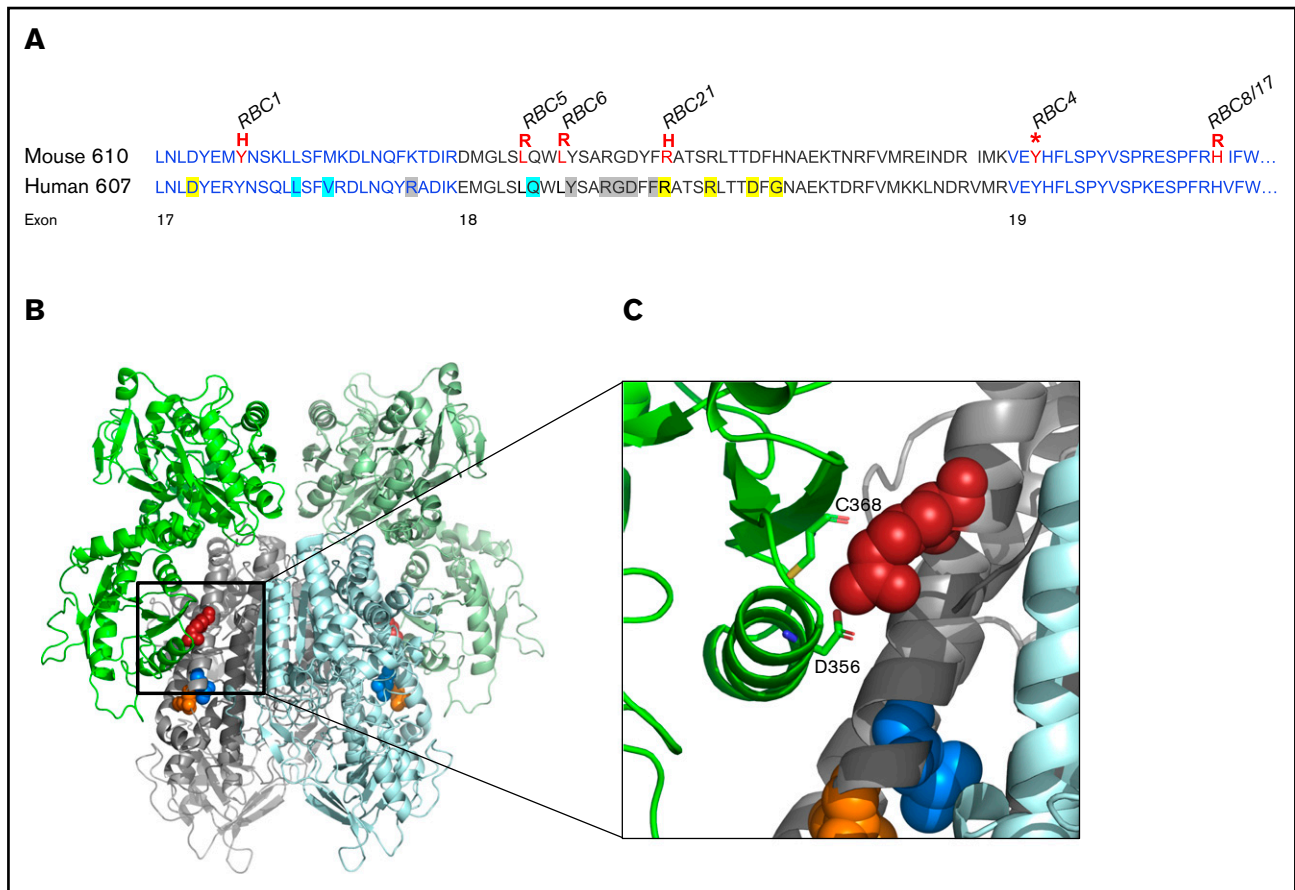 A
RBC1 RBC5 RBC6 RBC21 RBC4 RBC8/17
H R R H * R
Mouse 610 LNLDYEMYNSKLLSFMKDLNQFKTDIRDMGLSLQWLYSARGDYFRATSRLTTDFHNAEKTNRFVMREINDR IMKVEYHFLSPYVSPRESPFRH IFW...
Human 607 LNLDYERYNSQLLSFVRDLNQYRADIKEMGLSLQWLYSARGDFFRATSRLTTDFGNAEKTDRFVMKKLNDRVMRVEYHFLSPYVSPKESPFRHVFW...
Exon 17 18 19
B
C
C368
D356